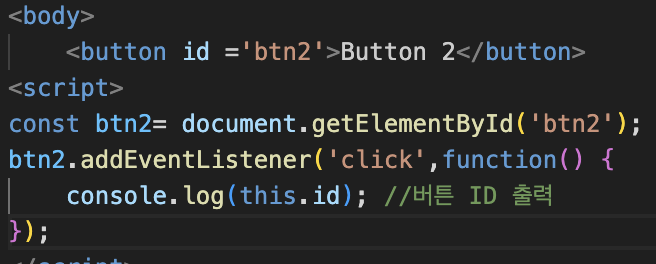 <body>
<button id ='btn2'>Button 2</button>
<script>
const btn2= document.getElementById('btn2');
btn2.addEventListener('click',function() {
console.log(this.id); //버튼 ID 출력
});
</script>